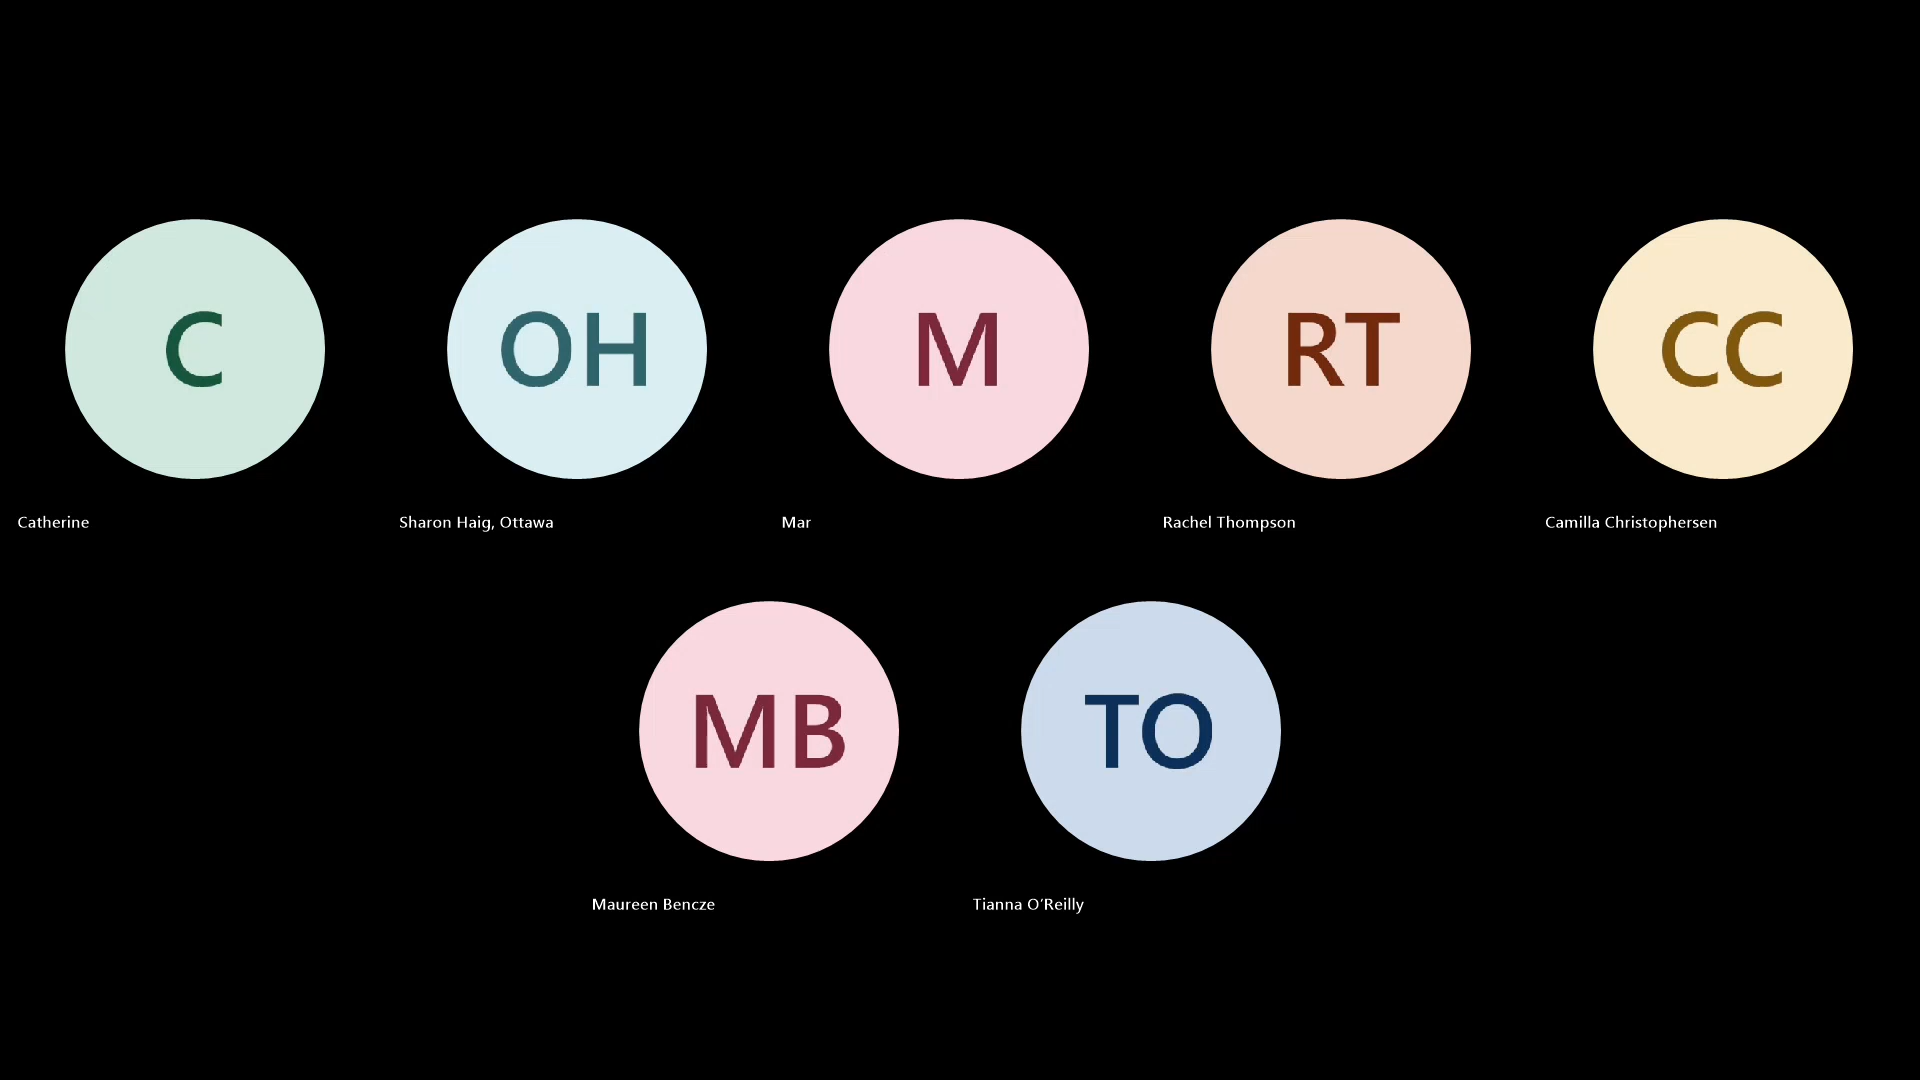 C
OH
M
RT
CC
Catherine
Sharon Haig, Ottawa
Mar
Rachel Thompson
Camilla Christophersen
MB
TO
Maureen Bencze
Tianna O’Reilly